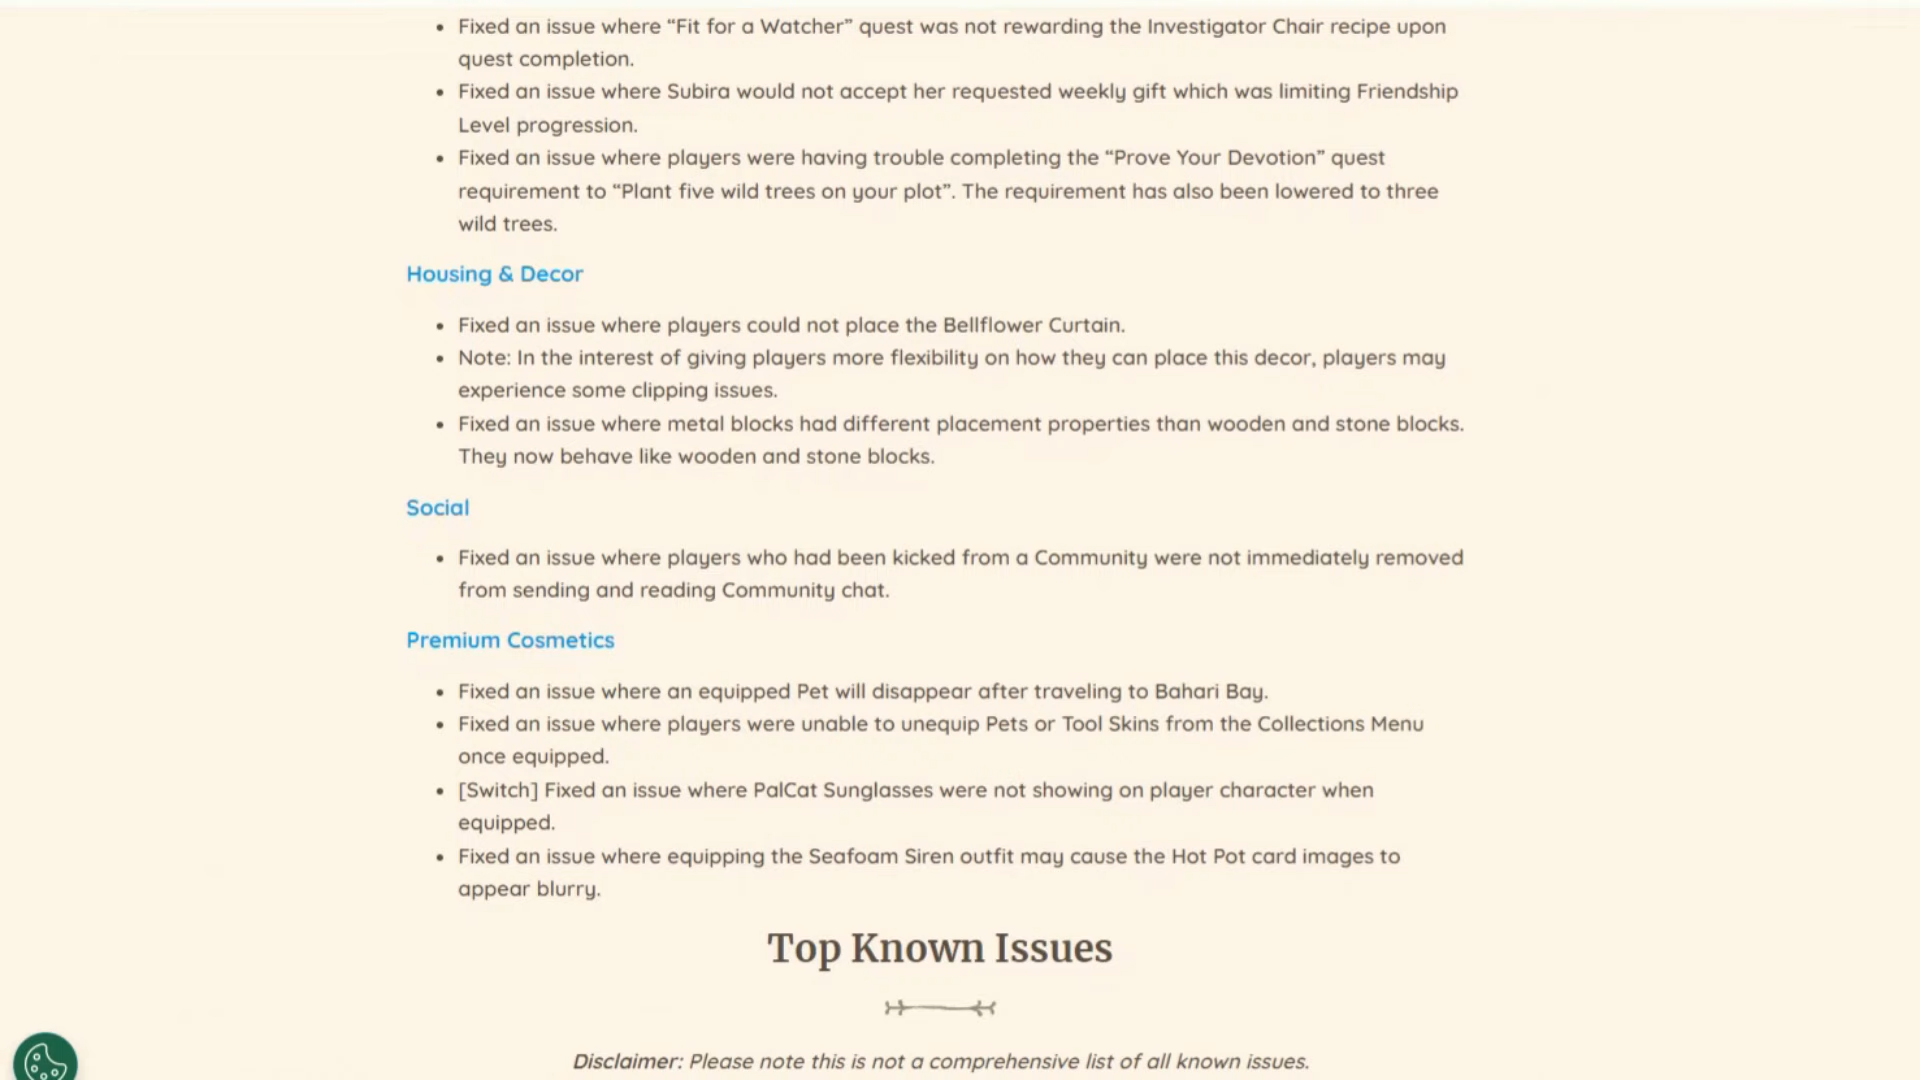 • Fixed an issue where “Fit for a Watcher” quest was not rewarding the Investigator Chair recipe upon
quest completion.
• Fixed an issue where Subira would not accept her requested weekly gift which was limiting Friendship
Level progression.
• Fixed an issue where players were having trouble completing the “Prove Your Devotion” quest
requirement to “Plant five wild trees on your plot”. The requirement has also been lowered to three
wild trees.
Housing & Decor
• Fixed an issue where players could not place the Bellflower Curtain.
• Note: In the interest of giving players more flexibility on how they can place this decor, players may
experience some clipping issues.
• Fixed an issue where metal blocks had different placement properties than wooden and stone blocks.
They now behave like wooden and stone blocks.
Social
• Fixed an issue where players who had been kicked from a Community were not immediately removed
from sending and reading Community chat.
Premium Cosmetics
• Fixed an issue where an equipped Pet will disappear after traveling to Bahari Bay.
• Fixed an issue where players were unable to unequip Pets or Tool Skins from the Collections Menu
once equipped.
• [Switch] Fixed an issue where PalCat Sunglasses were not showing on player character when
equipped.
• Fixed an issue where equipping the Seafoam Siren outfit may cause the Hot Pot card images to
appear blurry.
Top Known Issues
Disclaimer: Please note this is not a comprehensive list of all known issues.